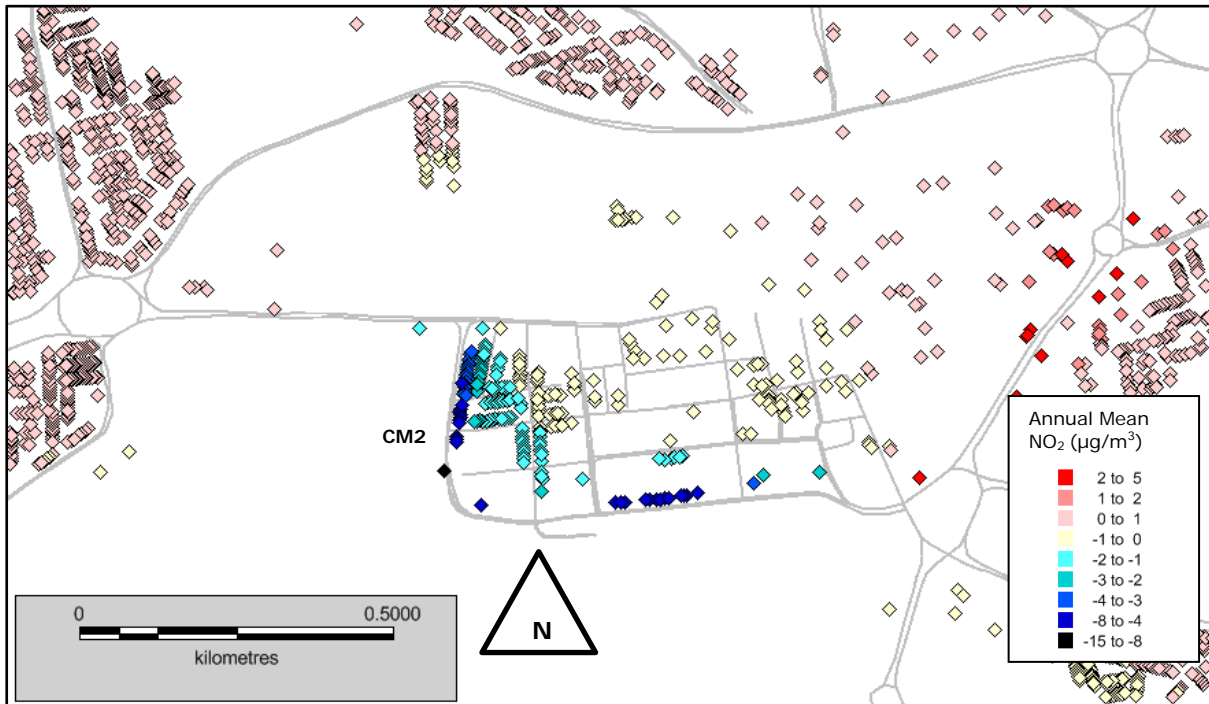 CM2
Annual Mean
NO₂ (µg/m³)
2 to 5
1 to 2
0 to 1
-1 to 0
-2 to -1
-3 to -2
-4 to -3
-8 to -4
-15 to -8
0 0.5000
kilometres
N